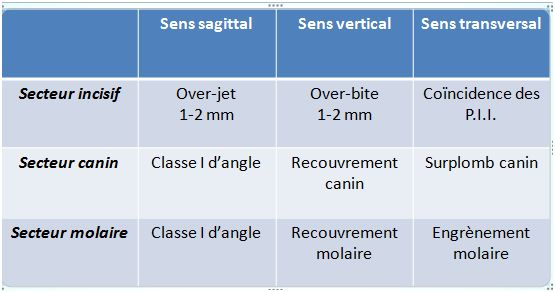 Sens sagittal Sens vertical Sens transversal
Secteur incisif Over-jet 1-2 mm Over-bite 1-2 mm Coïncidence des P.I.I.
Secteur canin Classe I d’angle Recouvrement canin Surplomb canin
Secteur molaire Classe I d’angle Recouvrement molaire Engrènement molaire